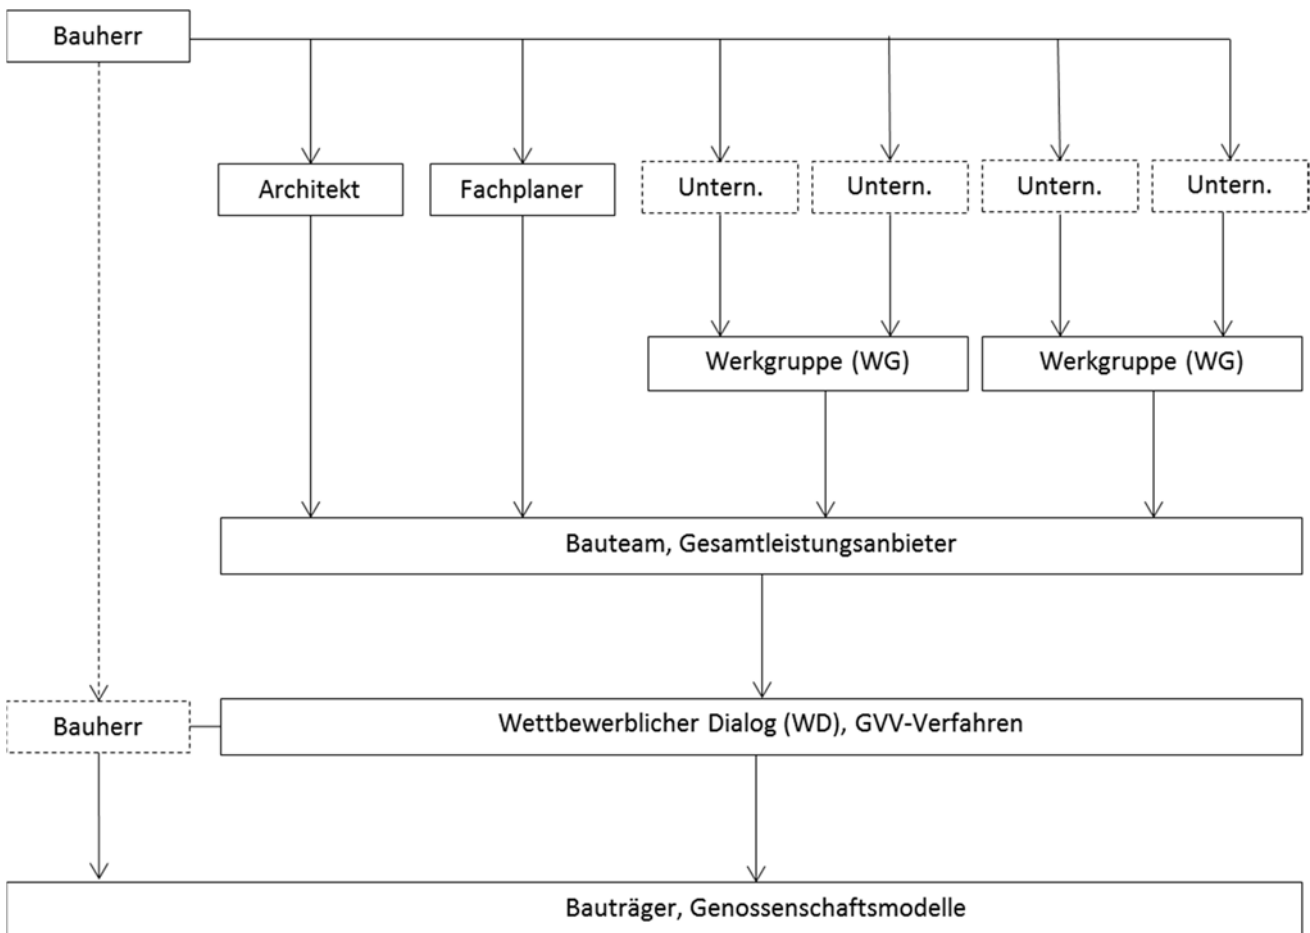 Bauherr
Architekt
Fachplaner
Untern.
Untern.
Untern.
Untern.
Werkgruppe (WG)
Werkgruppe (WG)
Bauteam, Gesamtleistungsanbieter
Bauherr
Wettbewerblicher Dialog (WD), GVV-Verfahren
Bauträger, Genossenschaftsmodelle